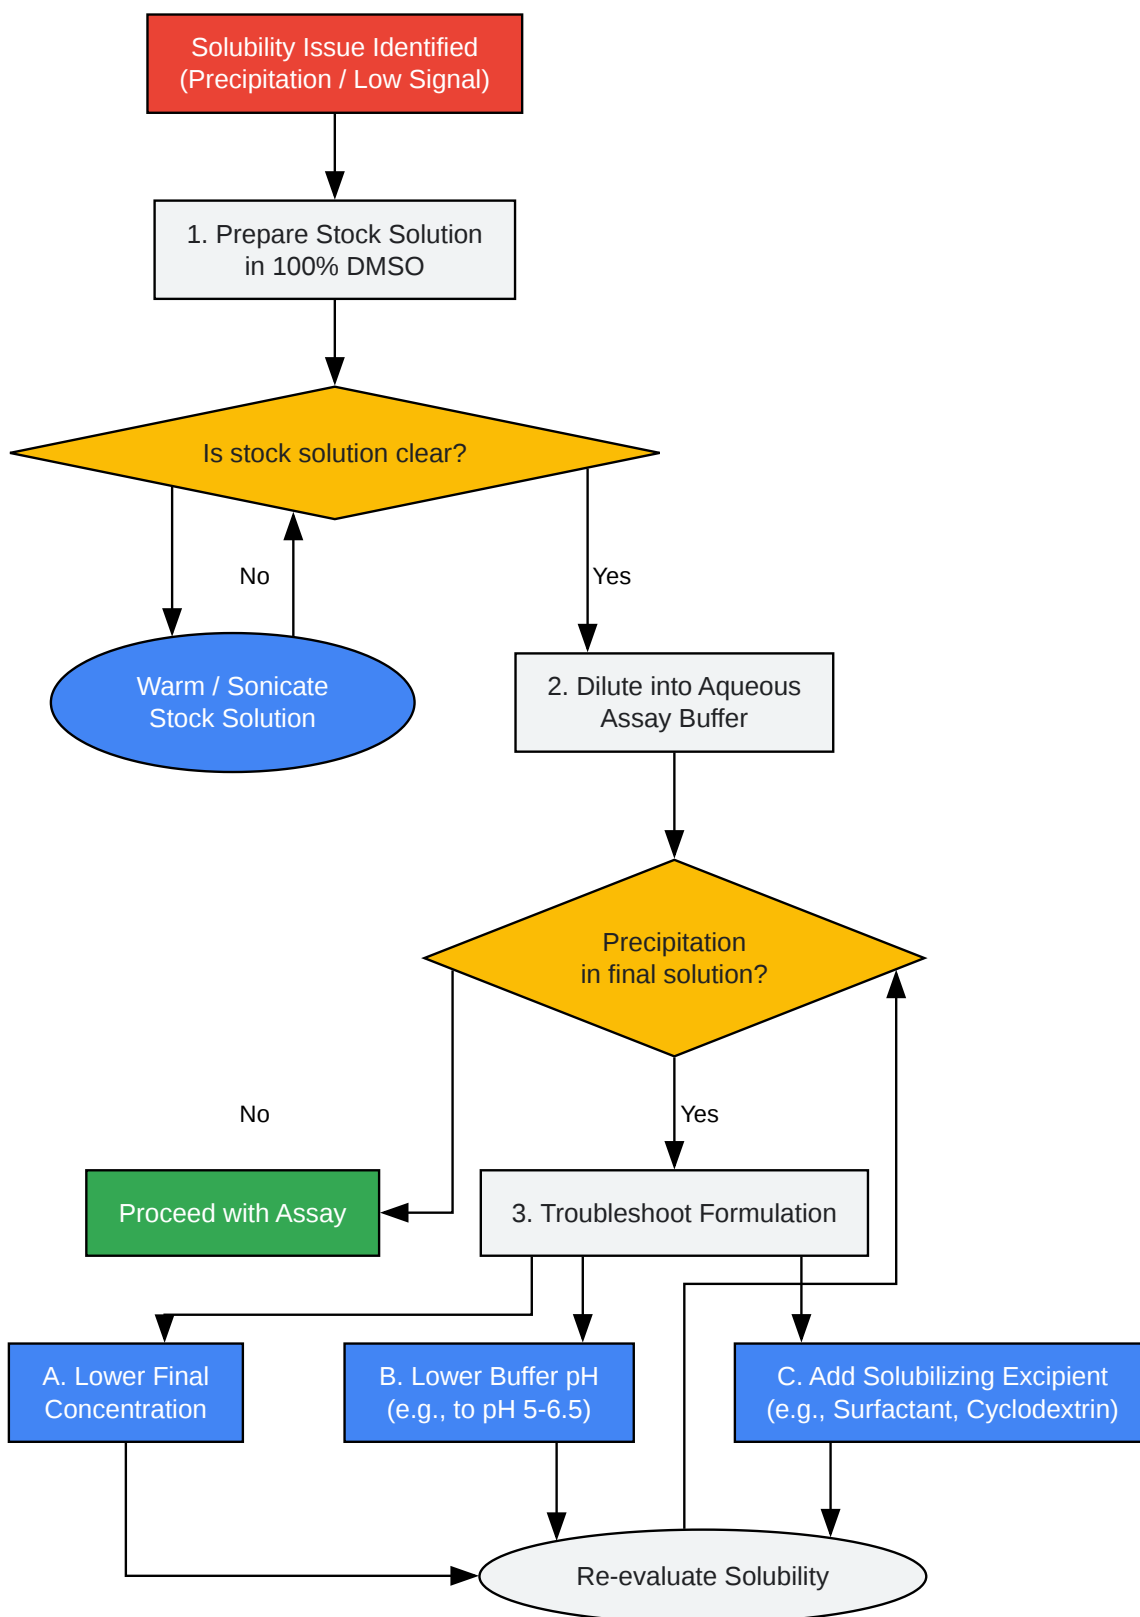 Solubility Issue Identified
(Precipitation / Low Signal)
1. Prepare Stock Solution
in 100% DMSO
Is stock solution clear?
No
Yes
Warm / Sonicate
Stock Solution
2. Dilute into Aqueous
Assay Buffer
Precipitation
in final solution?
No
Yes
Proceed with Assay
3. Troubleshoot Formulation
A. Lower Final
Concentration
B. Lower Buffer pH
(e.g., to pH 5-6.5)
C. Add Solubilizing Excipient
(e.g., Surfactant, Cyclodextrin)
Re-evaluate Solubility